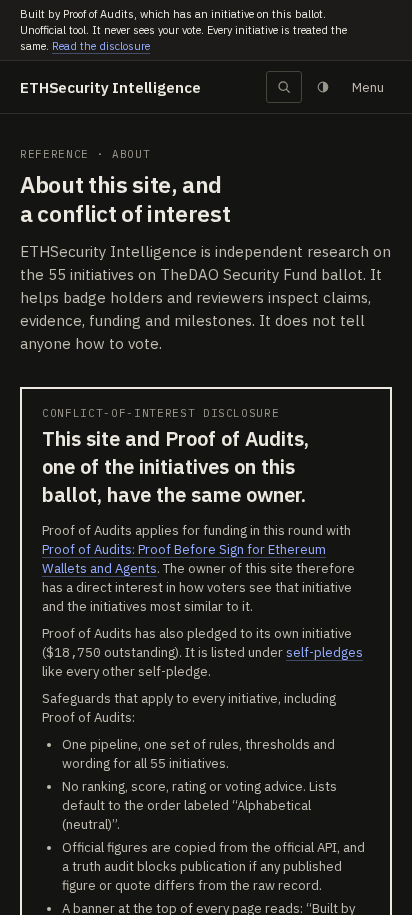 Built by Proof of Audits, which has an initiative on this ballot.
Unofficial tool. It never sees your vote. Every initiative is treated the
same. Read the disclosure
ETHSecurity Intelligence
Menu
REFERENCE · ABOUT
About this site, and
a conflict of interest
ETHSecurity Intelligence is independent research on
the 55 initiatives on TheDAO Security Fund ballot. It
helps badge holders and reviewers inspect claims,
evidence, funding and milestones. It does not tell
anyone how to vote.
CONFLICT-OF-INTEREST DISCLOSURE
This site and Proof of Audits,
one of the initiatives on this
ballot, have the same owner.
Proof of Audits applies for funding in this round with
Proof of Audits: Proof Before Sign for Ethereum
Wallets and Agents. The owner of this site therefore
has a direct interest in how voters see that initiative
and the initiatives most similar to it.
Proof of Audits has also pledged to its own initiative
($18,750 outstanding). It is listed under self-pledges
like every other self-pledge.
Safeguards that apply to every initiative, including
Proof of Audits:
• One pipeline, one set of rules, thresholds and
wording for all 55 initiatives.
• No ranking, score, rating or voting advice. Lists
default to the order labeled “Alphabetical
(neutral)”.
• Official figures are copied from the official API, and
a truth audit blocks publication if any published
figure or quote differs from the raw record.
• A banner at the top of every page reads: “Built by